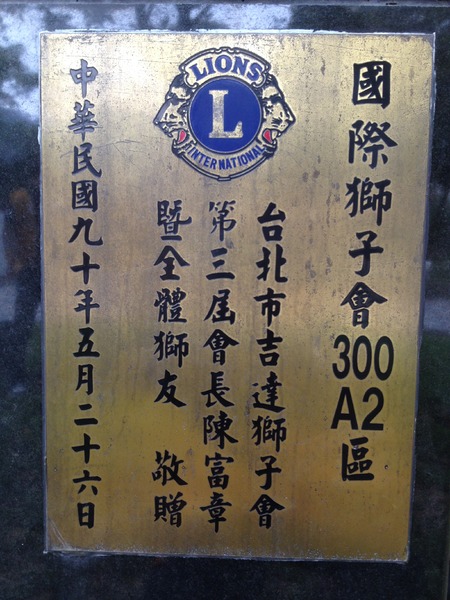 LIONS
L
INTERNATIONAL
國際獅子會300A2區
台北市吉達獅子會
第三屆會長陳富章
暨全體獅友 敬贈
中華民國九十年五月二十六日